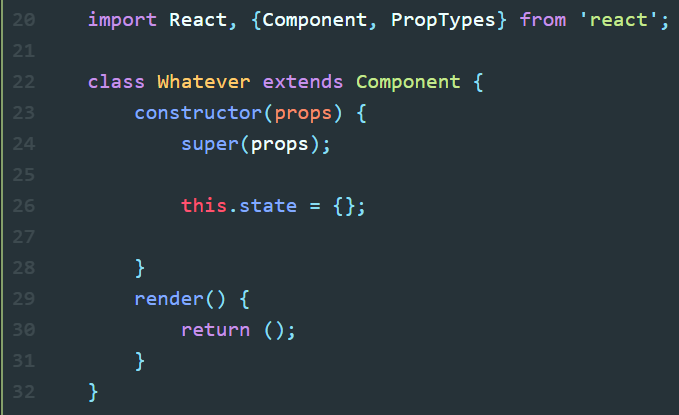 20 import React, {Component, PropTypes} from 'react';
21
22 class Whatever extends Component {
23     constructor(props) {
24         super(props);
25
26         this.state = {};
27
28     }
29     render() {
30         return ();
31     }
32 }